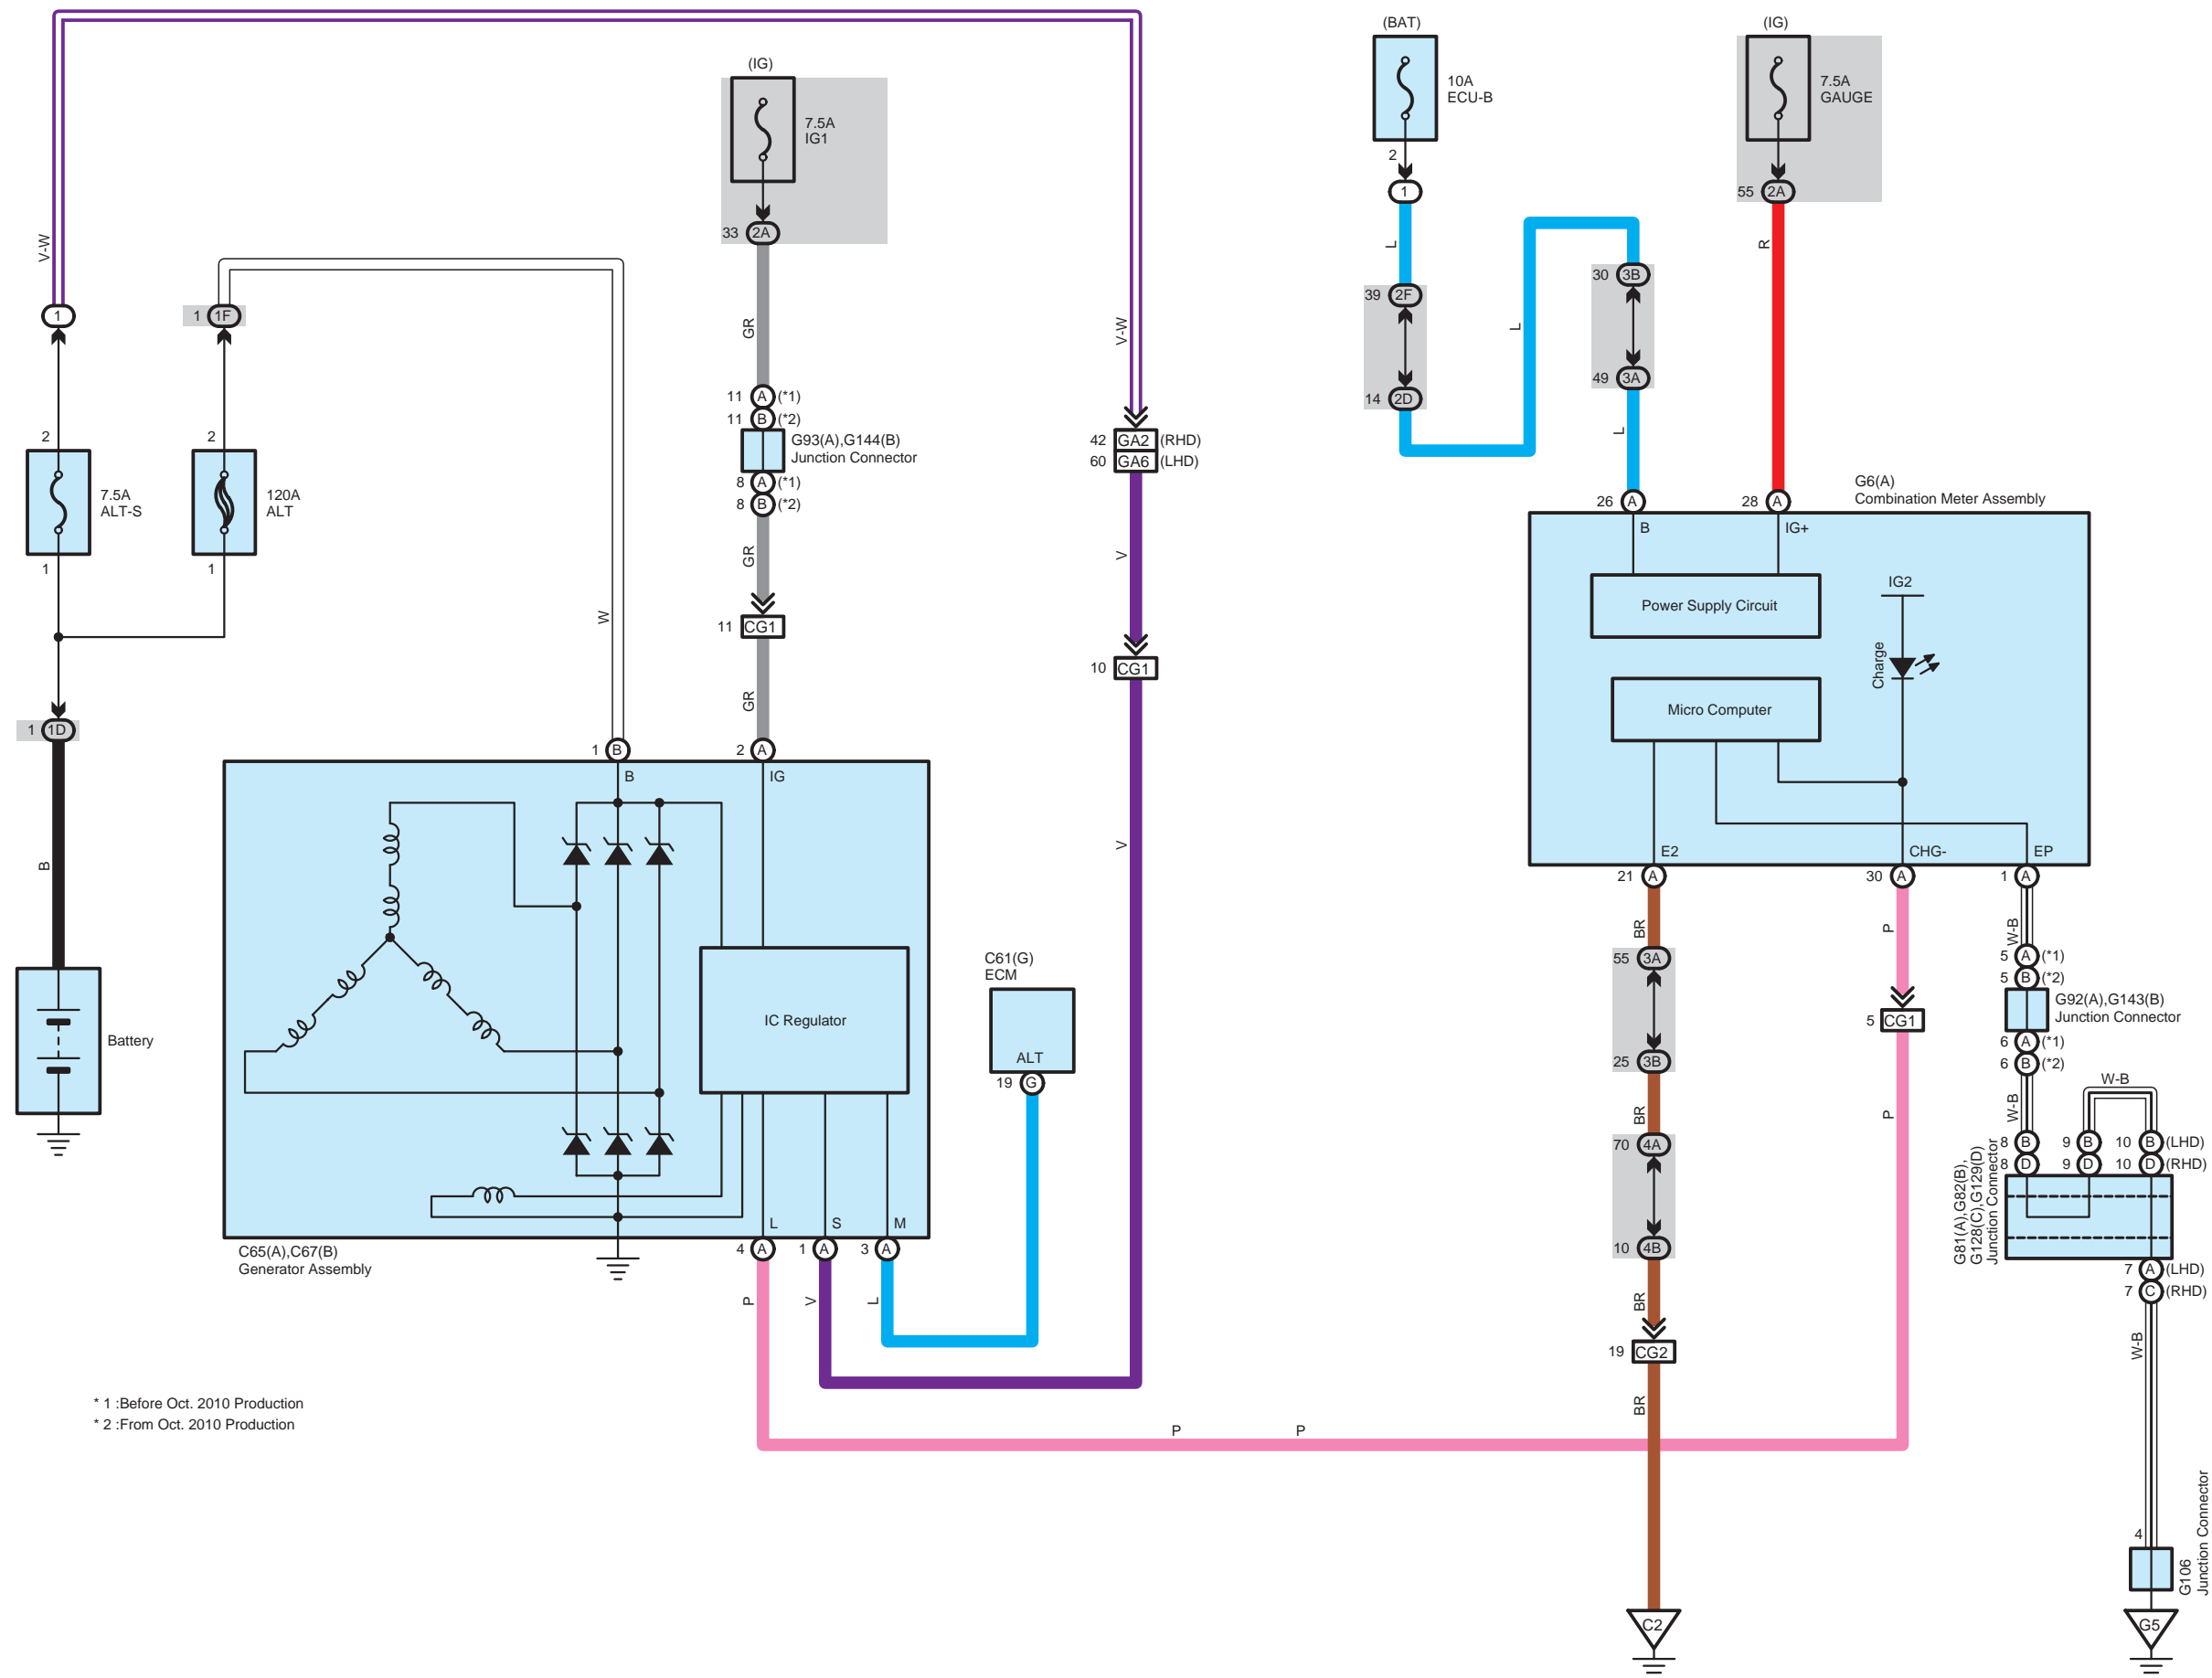 (BAT)
(IG)
(IG)
10A
ECU-B
7.5A
GAUGE
7.5A
IG1
2
1
55 2A
33 2A
V-W
L
R
1
1 1F
GR
V-W
39 2F
30 3B
L
14 2D
49 3A
L
11 A (*1)
11 B (*2)
G93(A),G144(B)
Junction Connector
8 A (*1)
8 B (*2)
42 GA2 (RHD)
60 GA6 (LHD)
2
2
7.5A
ALT-S
120A
ALT
1
1
GR
V
W
11 CG1
10 CG1
GR
G6(A)
Combination Meter Assembly
26 A
28 A
B
IG+
Power Supply Circuit
IG2
Charge
Micro Computer
E2
CHG-
EP
21 A
30 A
1 A
1 1D
B
Battery
1 B
2 A
B
IG
V
IC Regulator
C61(G)
ECM
ALT
19 G
L
S
M
4 A
1 A
3 A
C65(A),C67(B)
Generator Assembly
P
V
L
BR
P
W-B
55 3A
25 3B
5 A (*1)
5 B (*2)
G92(A),G143(B)
Junction Connector
6 A (*1)
6 B (*2)
5 CG1
BR
P
W-B
W-B
70 4A
10 4B
8 B
9 B
10 B (LHD)
8 D
9 D
10 D (RHD)
G81(A),G82(B),
G128(C),G129(D)
Junction Connector
7 A (LHD)
7 C (RHD)
BR
W-B
19 CG2
BR
* 1 :Before Oct. 2010 Production
* 2 :From Oct. 2010 Production
P
P
4
G106
Junction Connector
C2
G5